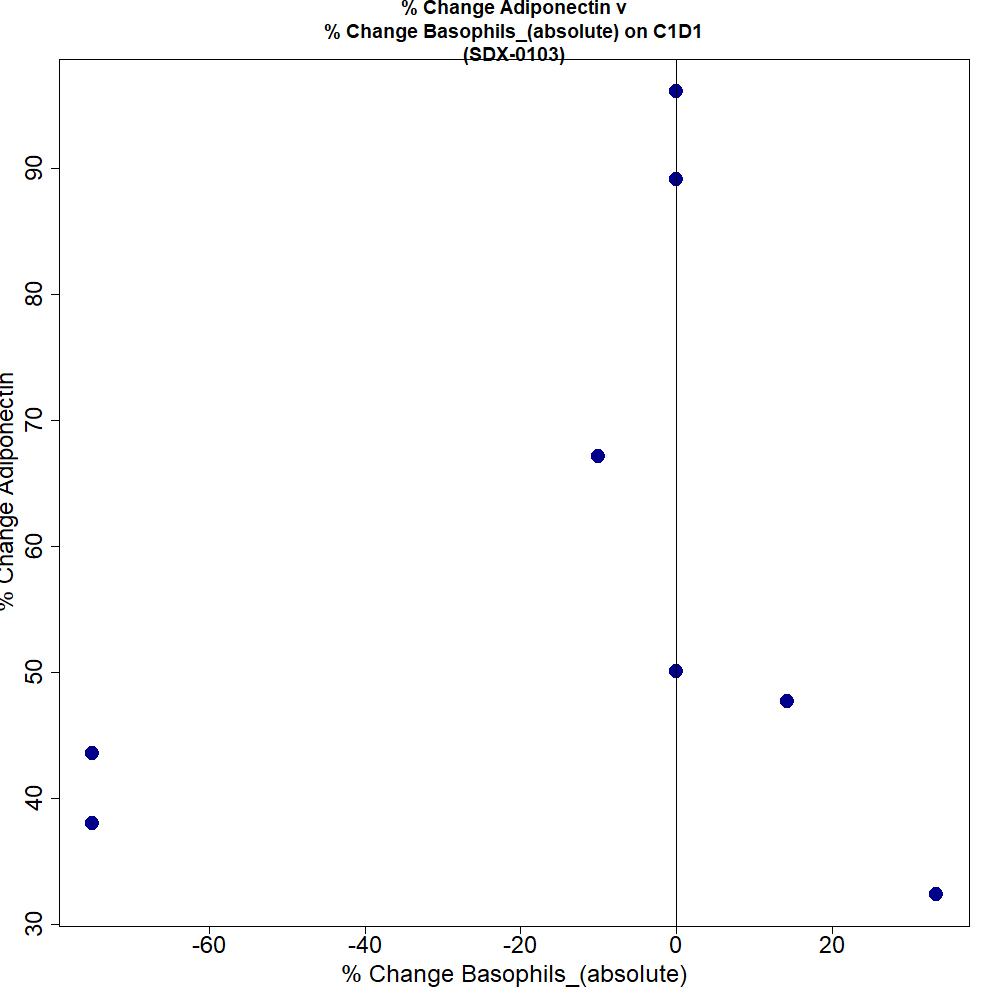 % Change Adiponectin v
% Change Basophils_(absolute) on C1D1
(SDX-0103)
% Change Adiponectin
90
80
70
60
50
40
30
-60 -40 -20 0 20
% Change Basophils_(absolute)